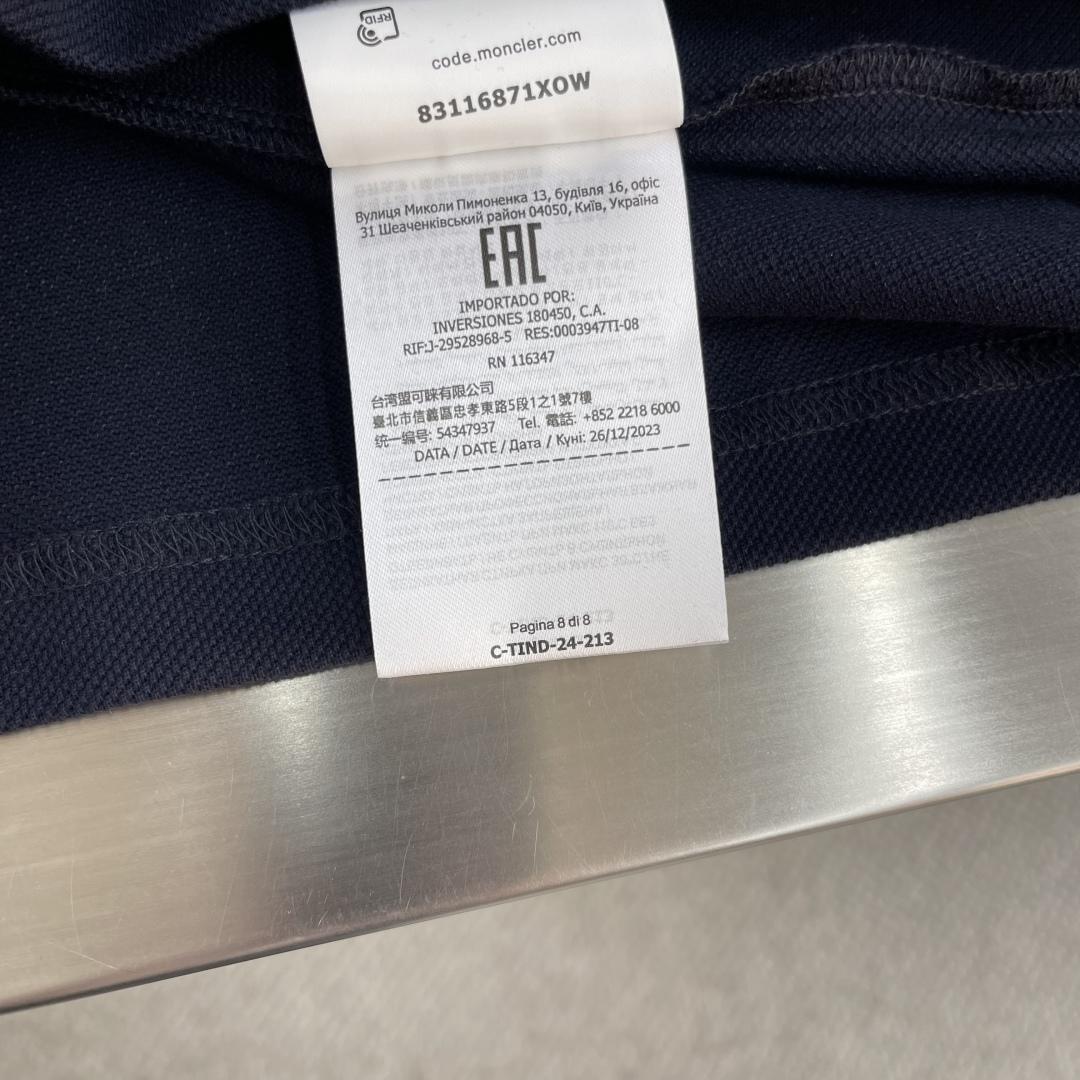 RFID
code.moncler.com
83116871XOW
Вулиця Миколи Пимоненка 13, будівля 16, офіс
31 Шеаченківський район 04050, Київ, Україна
EAC
IMPORTADO POR:
INVERSIONES 180450, C.A.
RIF:J-29528968-5 RES:0003947TI-08
RN 116347
台湾盟可睐有限公司
臺北市信義區忠孝東路5段1之1號7樓
统一编号: 54347937 Tel. 電話: +852 2218 6000
DATA / DATE / Дата / Күні: 26/12/2023
Pagina 8 di 8
C-TIND-24-213